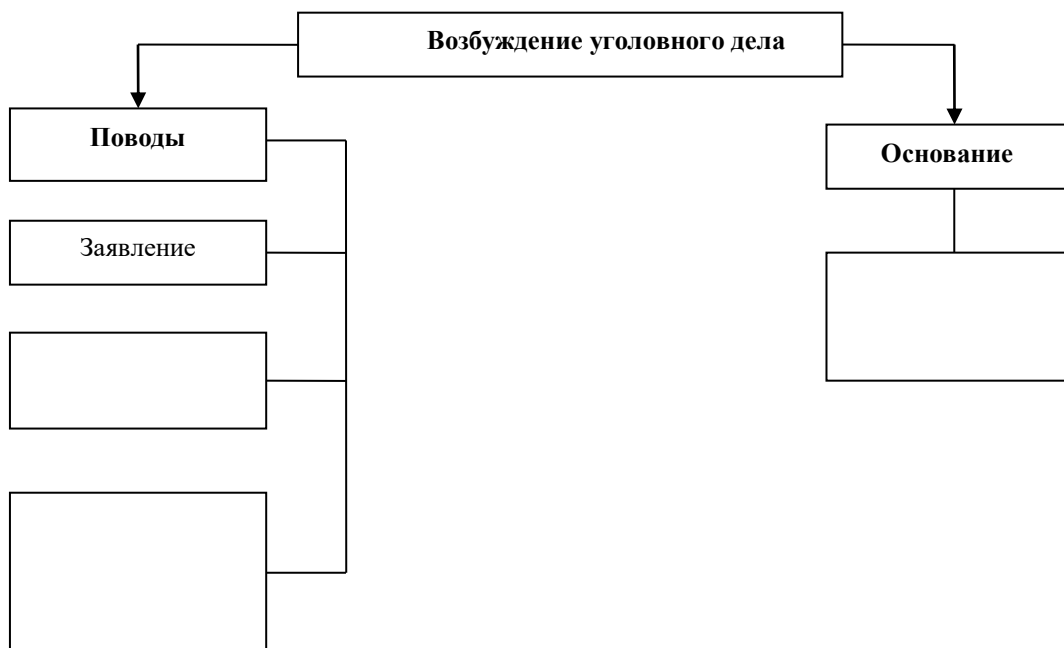 Возбуждение уголовного дела
Поводы
Основание
Заявление